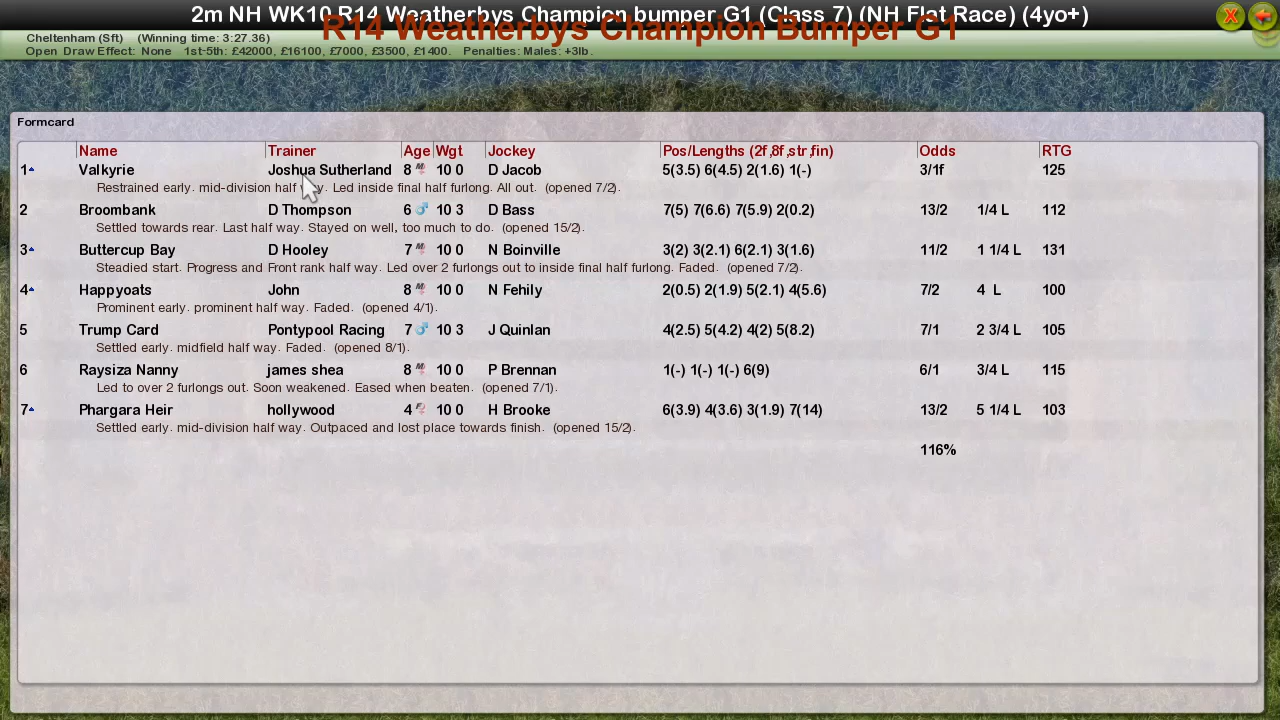 2m NH WK10 R14 Weatherbys Champion bumper G1 (Class 7) (NH Flat Race) (4yo+)
R14 Weatherbys Champion Bumper G1
Cheltenham (Sft) (Winning time: 3:27.36)
Open Draw Effect: None 1st-5th: £42000, £16100, £7000, £3500, £1400. Penalties: Males: +3lb.
Formcard
Name Trainer Age Wgt Jockey Pos/Lengths (2f,8f,str,fin) Odds RTG
1 Valkyrie Joshua Sutherland 8 10 0 D Jacob 5(3.5) 6(4.5) 2(1.6) 1(-) 3/1f 125
Restrained early. mid-division half Led inside final half furlong. All out. (opened 7/2).
2 Broombank D Thompson 6 10 3 D Bass 7(5) 7(6.6) 7(5.9) 2(0.2) 13/2 1/4 L 112
Settled towards rear. Last half way. Stayed on well, too much to do. (opened 15/2).
3 Buttercup Bay D Hooley 7 10 0 N Boinville 3(2) 3(2.1) 6(2.1) 3(1.6) 11/2 1 1/4 L 131
Steadied start. Progress and Front rank half way. Led over 2 furlongs out to inside final half furlong. Faded. (opened 7/2).
4 Happyoats John 8 10 0 N Fehily 2(0.5) 2(1.9) 5(2.1) 4(5.6) 7/2 4 L 100
Prominent early. prominent half way. Faded. (opened 4/1).
5 Trump Card Pontypool Racing 7 10 3 J Quinlan 4(2.5) 5(4.2) 4(2) 5(8.2) 7/1 2 3/4 L 105
Settled early. midfield half way. Faded. (opened 8/1).
6 Raysiza Nanny james shea 8 10 0 P Brennan 1(-) 1(-) 1(-) 6(9) 6/1 3/4 L 115
Led to over 2 furlongs out. Soon weakened. Eased when beaten. (opened 7/1).
7 Phargara Heir hollywood 4 10 0 H Brooke 6(3.9) 4(3.6) 3(1.9) 7(14) 13/2 5 1/4 L 103
Settled early. mid-division half way. Outpaced and lost place towards finish. (opened 15/2).
116%